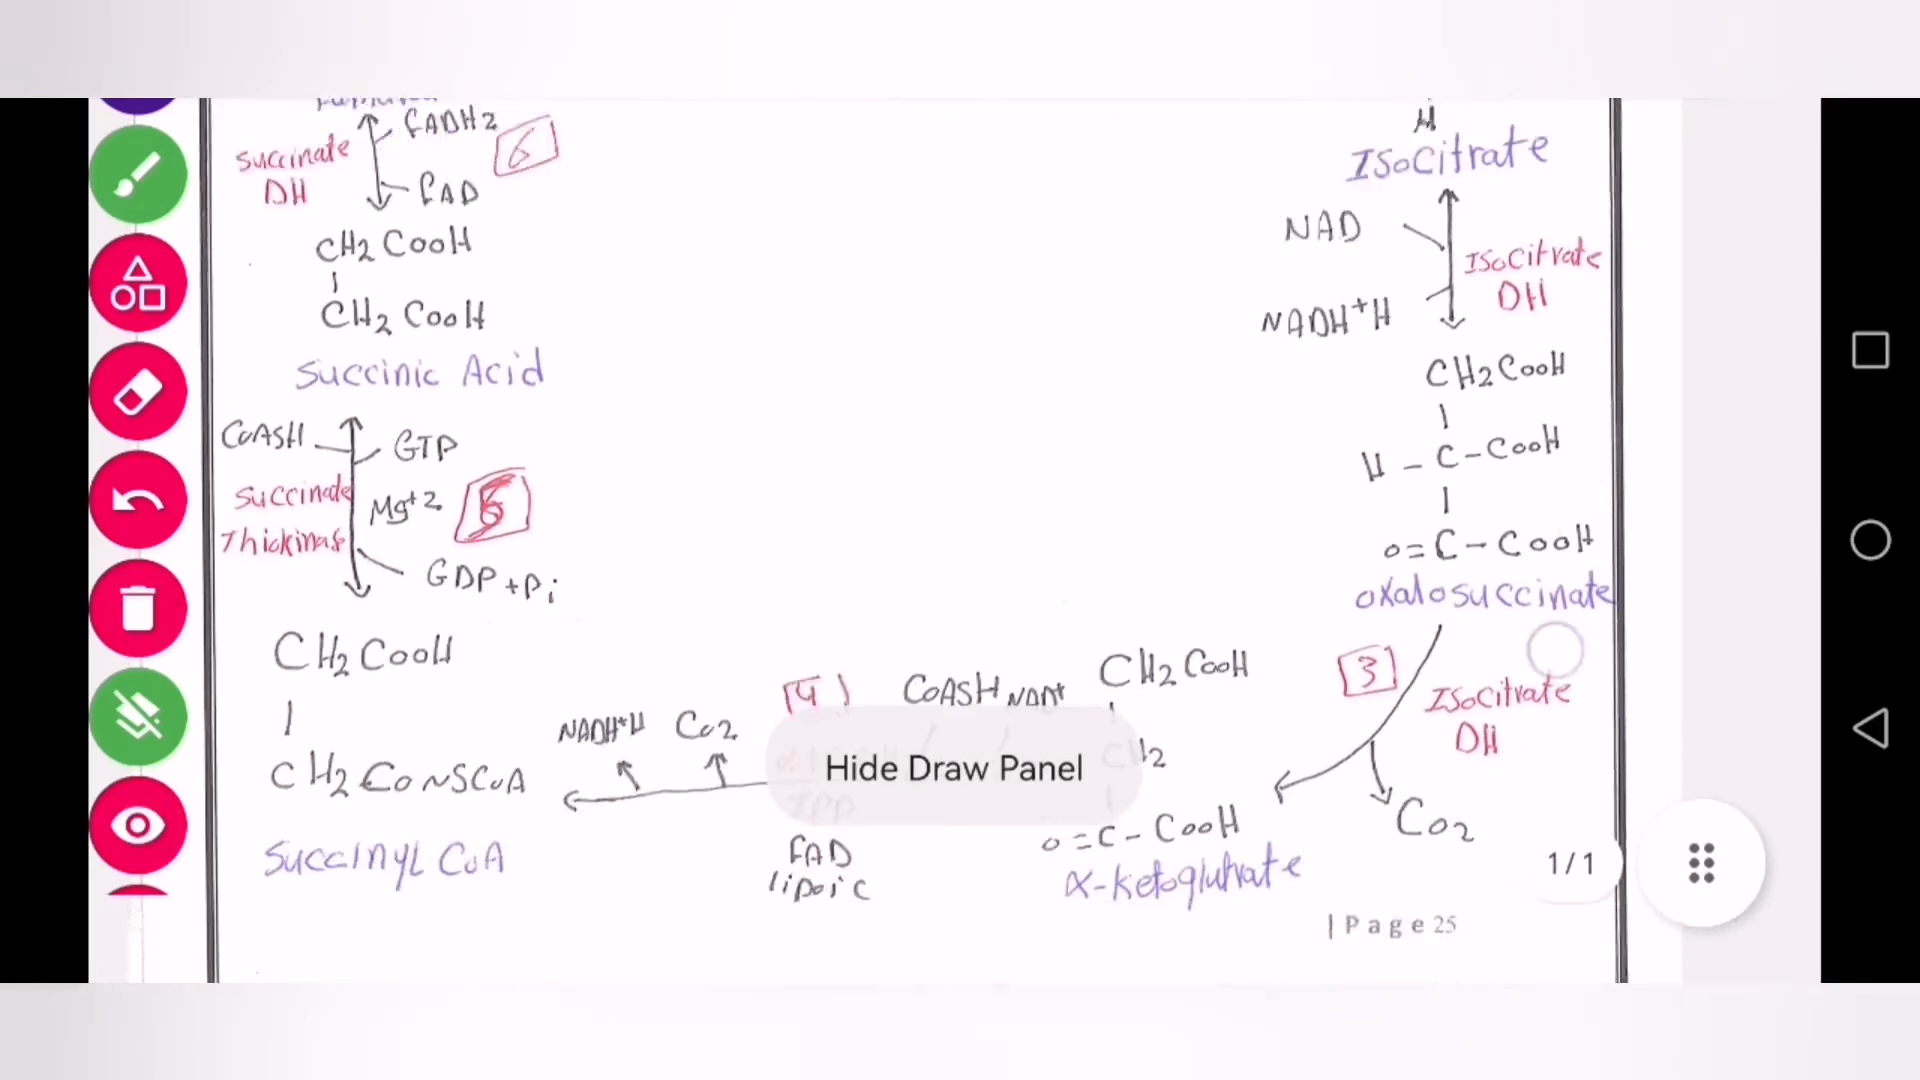 FADH2
Succinate
DH
6
FAD
CH2 CooH
CH2 CooH
Succinic Acid
CoASH
GTP
Succinate
Mg+2
5
Thiokinase
GDP+Pi
CH2 CooH
CH2 Co~SCoA
Succinyl CoA
NADH+H
Co2
4
CoASH NAD+
FAD
lipoic
H
ISoCitrate
NAD
ISoCitrate
DH
NADH+H
CH2 CooH
H - C - CooH
o=C - CooH
oxalosuccinate
3
ISoCitrate
DH
Co2
CH2 CooH
CH2
o=C - CooH
α-ketoglutrate
Hide Draw Panel
1/1
| Page 25